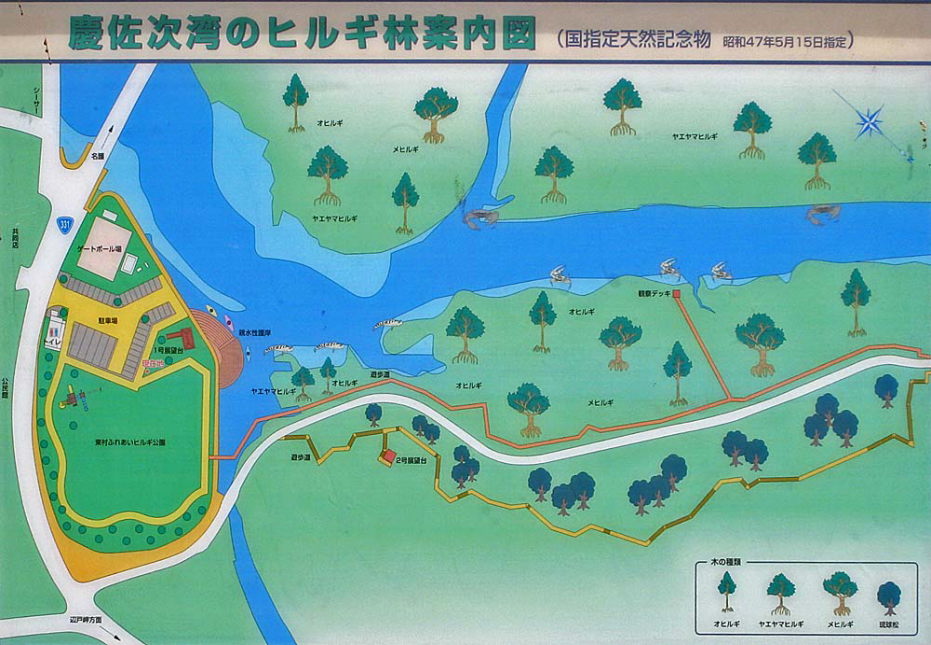 慶佐次湾のヒルギ林案内図
(国指定天然記念物 昭和47年5月15日指定)
シーサー
名護
オヒルギ
メヒルギ
ヤエヤマヒルギ
ヤエヤマヒルギ
共同店
331
ゲートボール場
駐車場
トイレ
1号展望台
現在地
親水性護岸
観察デッキ
オヒルギ
ヤエヤマヒルギ
オヒルギ
遊歩道
オヒルギ
メヒルギ
公民館
東村ふれあいヒルギ公園
遊歩道
2号展望台
辺戸岬方面
木の種類
オヒルギ
ヤエヤマヒルギ
メヒルギ
琉球松